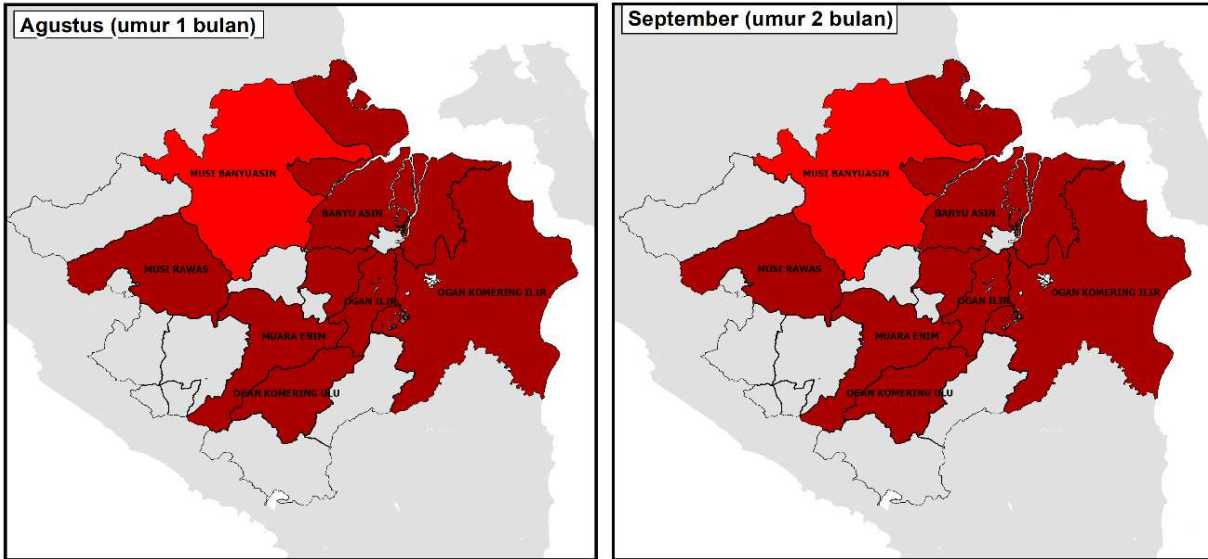 Agustus (umur 1 bulan)
MUSI BANYUASIN
BANYU ASIN
MUSI RAWAS
OGAN KOMERING ILIR
OGAN ILIR
MUARA ENIM
OGAN KOMERING ULU
September (umur 2 bulan)
MUSI BANYUASIN
BANYU ASIN
MUSI RAWAS
OGAN KOMERING ILIR
OGAN ILIR
MUARA ENIM
OGAN KOMERING ULU